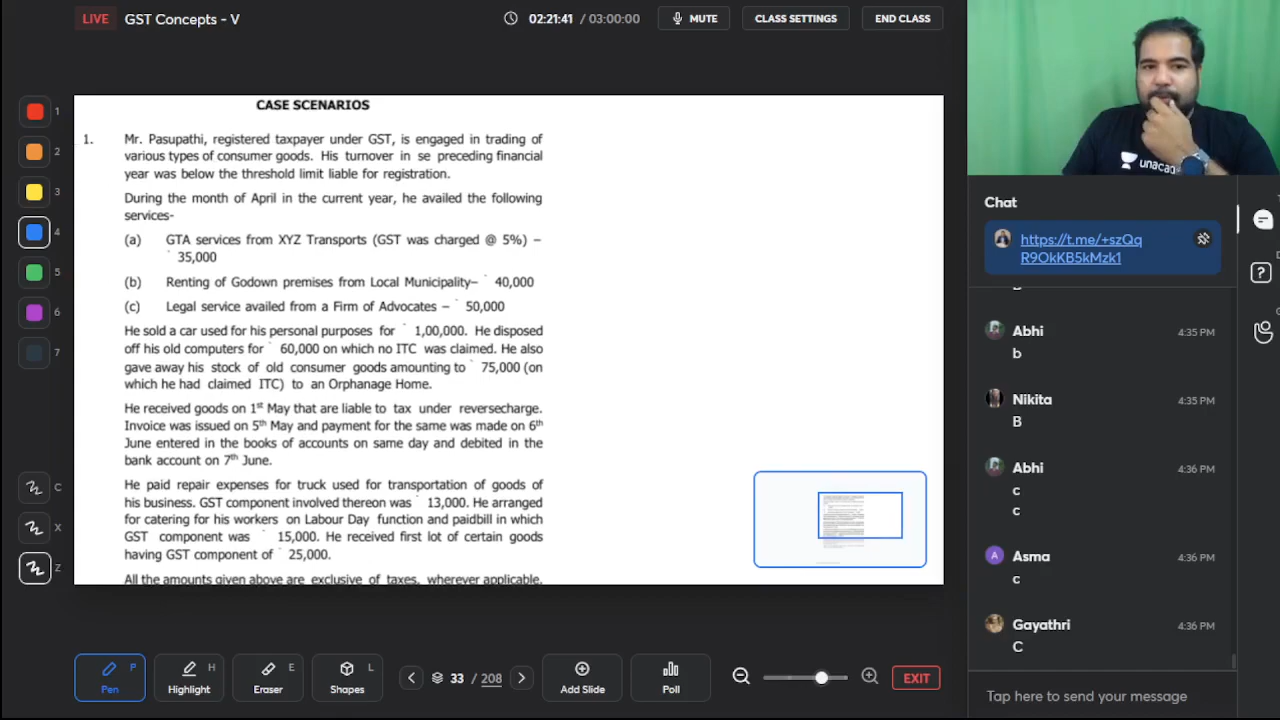 LIVE GST Concepts - V 02:21:41 / 03:00:00 MUTE CLASS SETTINGS END CLASS
1
2
3
4
5
6
7
C
X
Z
CASE SCENARIOS
1. Mr. Pasupathi, registered taxpayer under GST, is engaged in trading of
various types of consumer goods. His turnover in se preceding financial
year was below the threshold limit liable for registration.
During the month of April in the current year, he availed the following
services-
(a) GTA services from XYZ Transports (GST was charged @ 5%) –
` 35,000
(b) Renting of Godown premises from Local Municipality– ` 40,000
(c) Legal service availed from a Firm of Advocates – ` 50,000
He sold a car used for his personal purposes for ` 1,00,000. He disposed
off his old computers for ` 60,000 on which no ITC was claimed. He also
gave away his stock of old consumer goods amounting to ` 75,000 (on
which he had claimed ITC) to an Orphanage Home.
He received goods on 1st May that are liable to tax under reversecharge.
Invoice was issued on 5th May and payment for the same was made on 6th
June entered in the books of accounts on same day and debited in the
bank account on 7th June.
He paid repair expenses for truck used for transportation of goods of
his business. GST component involved thereon was ` 13,000. He arranged
for catering for his workers on Labour Day function and paidbill in which
GST component was ` 15,000. He received first lot of certain goods
having GST component of ` 25,000.
All the amounts given above are exclusive of taxes, wherever applicable.
P Pen
H Highlight
E Eraser
L Shapes
33 / 208
Add Slide
Poll
EXIT
unaca
Chat
https://t.me/+szQq
R9OkKB5kMzk1
Abhi 4:35 PM
b
Nikita 4:35 PM
B
Abhi 4:36 PM
c
c
A Asma 4:36 PM
c
Gayathri 4:36 PM
C
Tap here to send your message